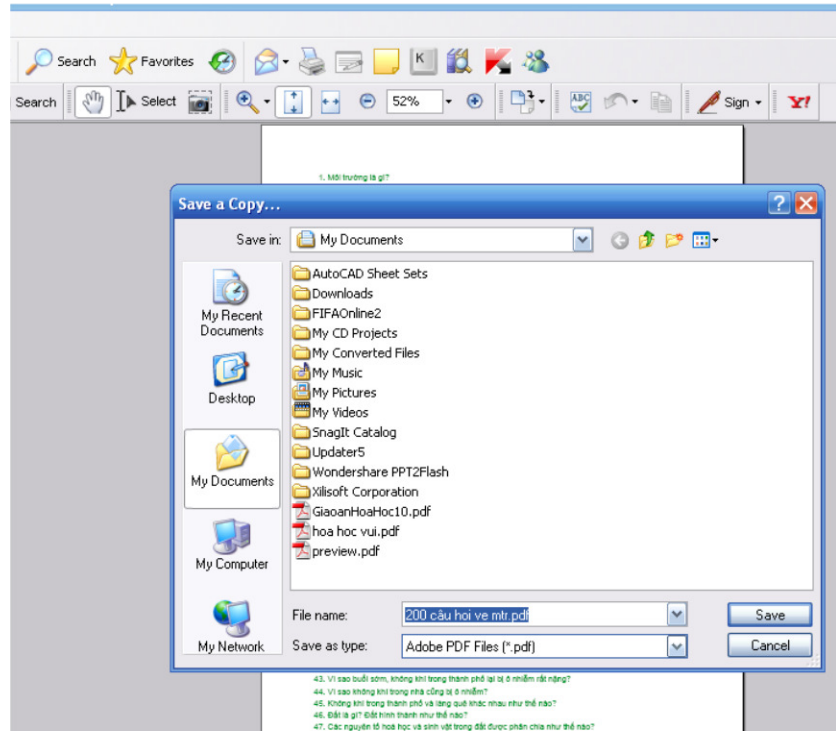 Search Favorites K
Search Select 52% ABC Sign Y!
1. Môi trường là gì?
Save a Copy...
Save in: My Documents
My Recent
Documents
Desktop
My Documents
My Computer
My Network
AutoCAD Sheet Sets
Downloads
FIFAOnline2
My CD Projects
My Converted Files
My Music
My Pictures
My Videos
SnagIt Catalog
Updater5
Wondershare PPT2Flash
Xilisoft Corporation
GiaoanHoaHoc10.pdf
hoa hoc vui.pdf
preview.pdf
File name: 200 câu hoi ve mtr.pdf Save
Save as type: Adobe PDF Files (*.pdf) Cancel
43. Vì sao buổi sớm, không khí trong thành phố lại bị ô nhiễm rất nặng?
44. Vì sao không khí trong nhà cũng bị ô nhiễm?
45. Không khí trong thành phố và làng quê khác nhau như thế nào?
46. Đất là gì? Đất hình thành như thế nào?
47. Các nguyên tố hoá học và sinh vật trong đất được phân chia như thế nào?